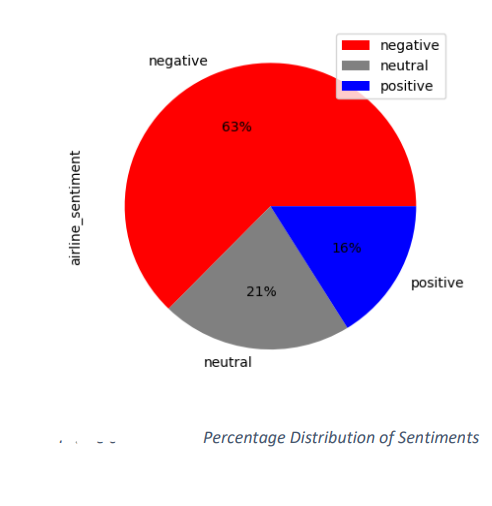 negative
neutral
positive
negative
63%
airline_sentiment
16%
positive
21%
neutral
Percentage Distribution of Sentiments